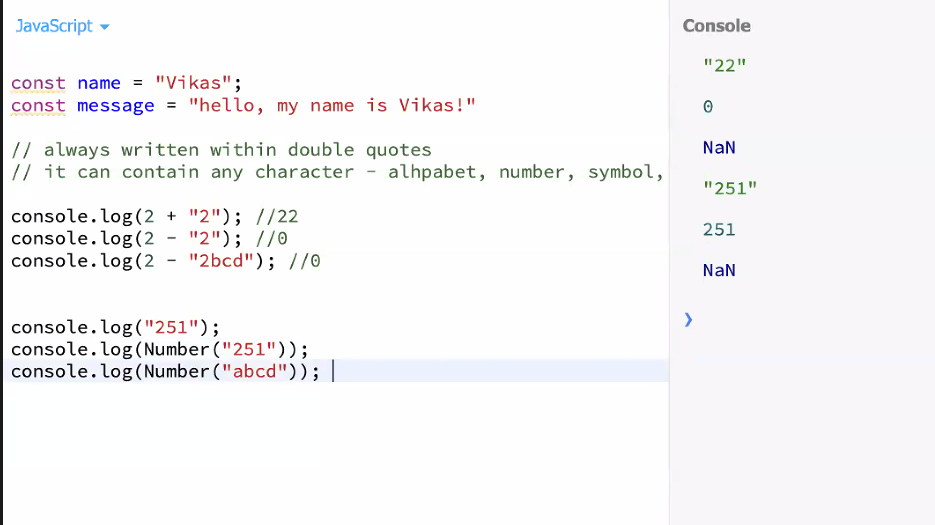 JavaScript
const name = "Vikas";
const message = "hello, my name is Vikas!"
// always written within double quotes
// it can contain any character - alhpabet, number, symbol,
console.log(2 + "2"); //22
console.log(2 - "2"); //0
console.log(2 - "2bcd"); //0
console.log("251");
console.log(Number("251"));
console.log(Number("abcd"));
Console
"22"
0
NaN
"251"
251
NaN